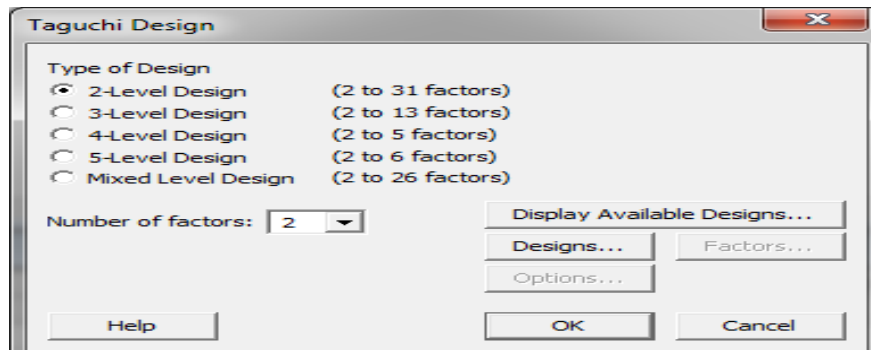 Taguchi Design
Type of Design
2-Level Design (2 to 31 factors)
3-Level Design (2 to 13 factors)
4-Level Design (2 to 5 factors)
5-Level Design (2 to 6 factors)
Mixed Level Design (2 to 26 factors)
Number of factors: 2
Display Available Designs...
Designs... Factors...
Options...
Help OK Cancel